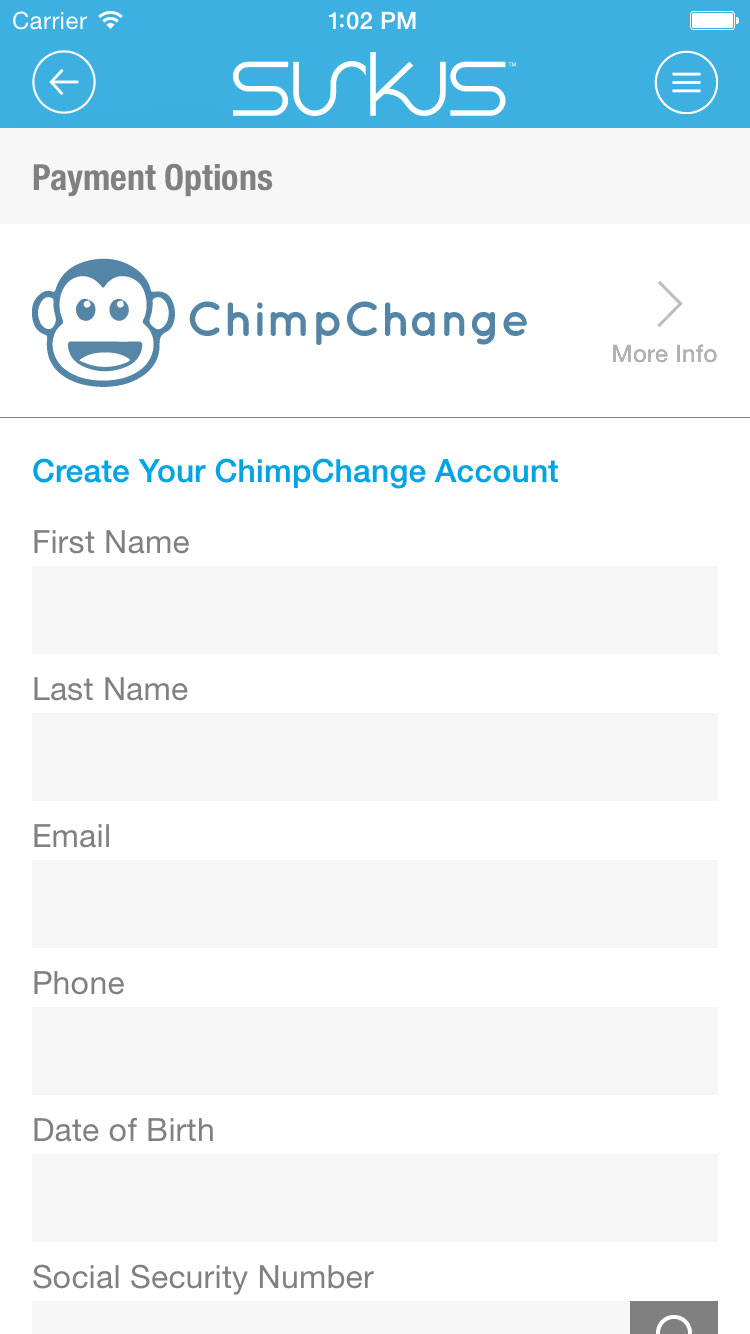 Carrier 1:02 PM
SURKUS™
Payment Options
ChimpChange
More Info
Create Your ChimpChange Account
First Name
Last Name
Email
Phone
Date of Birth
Social Security Number